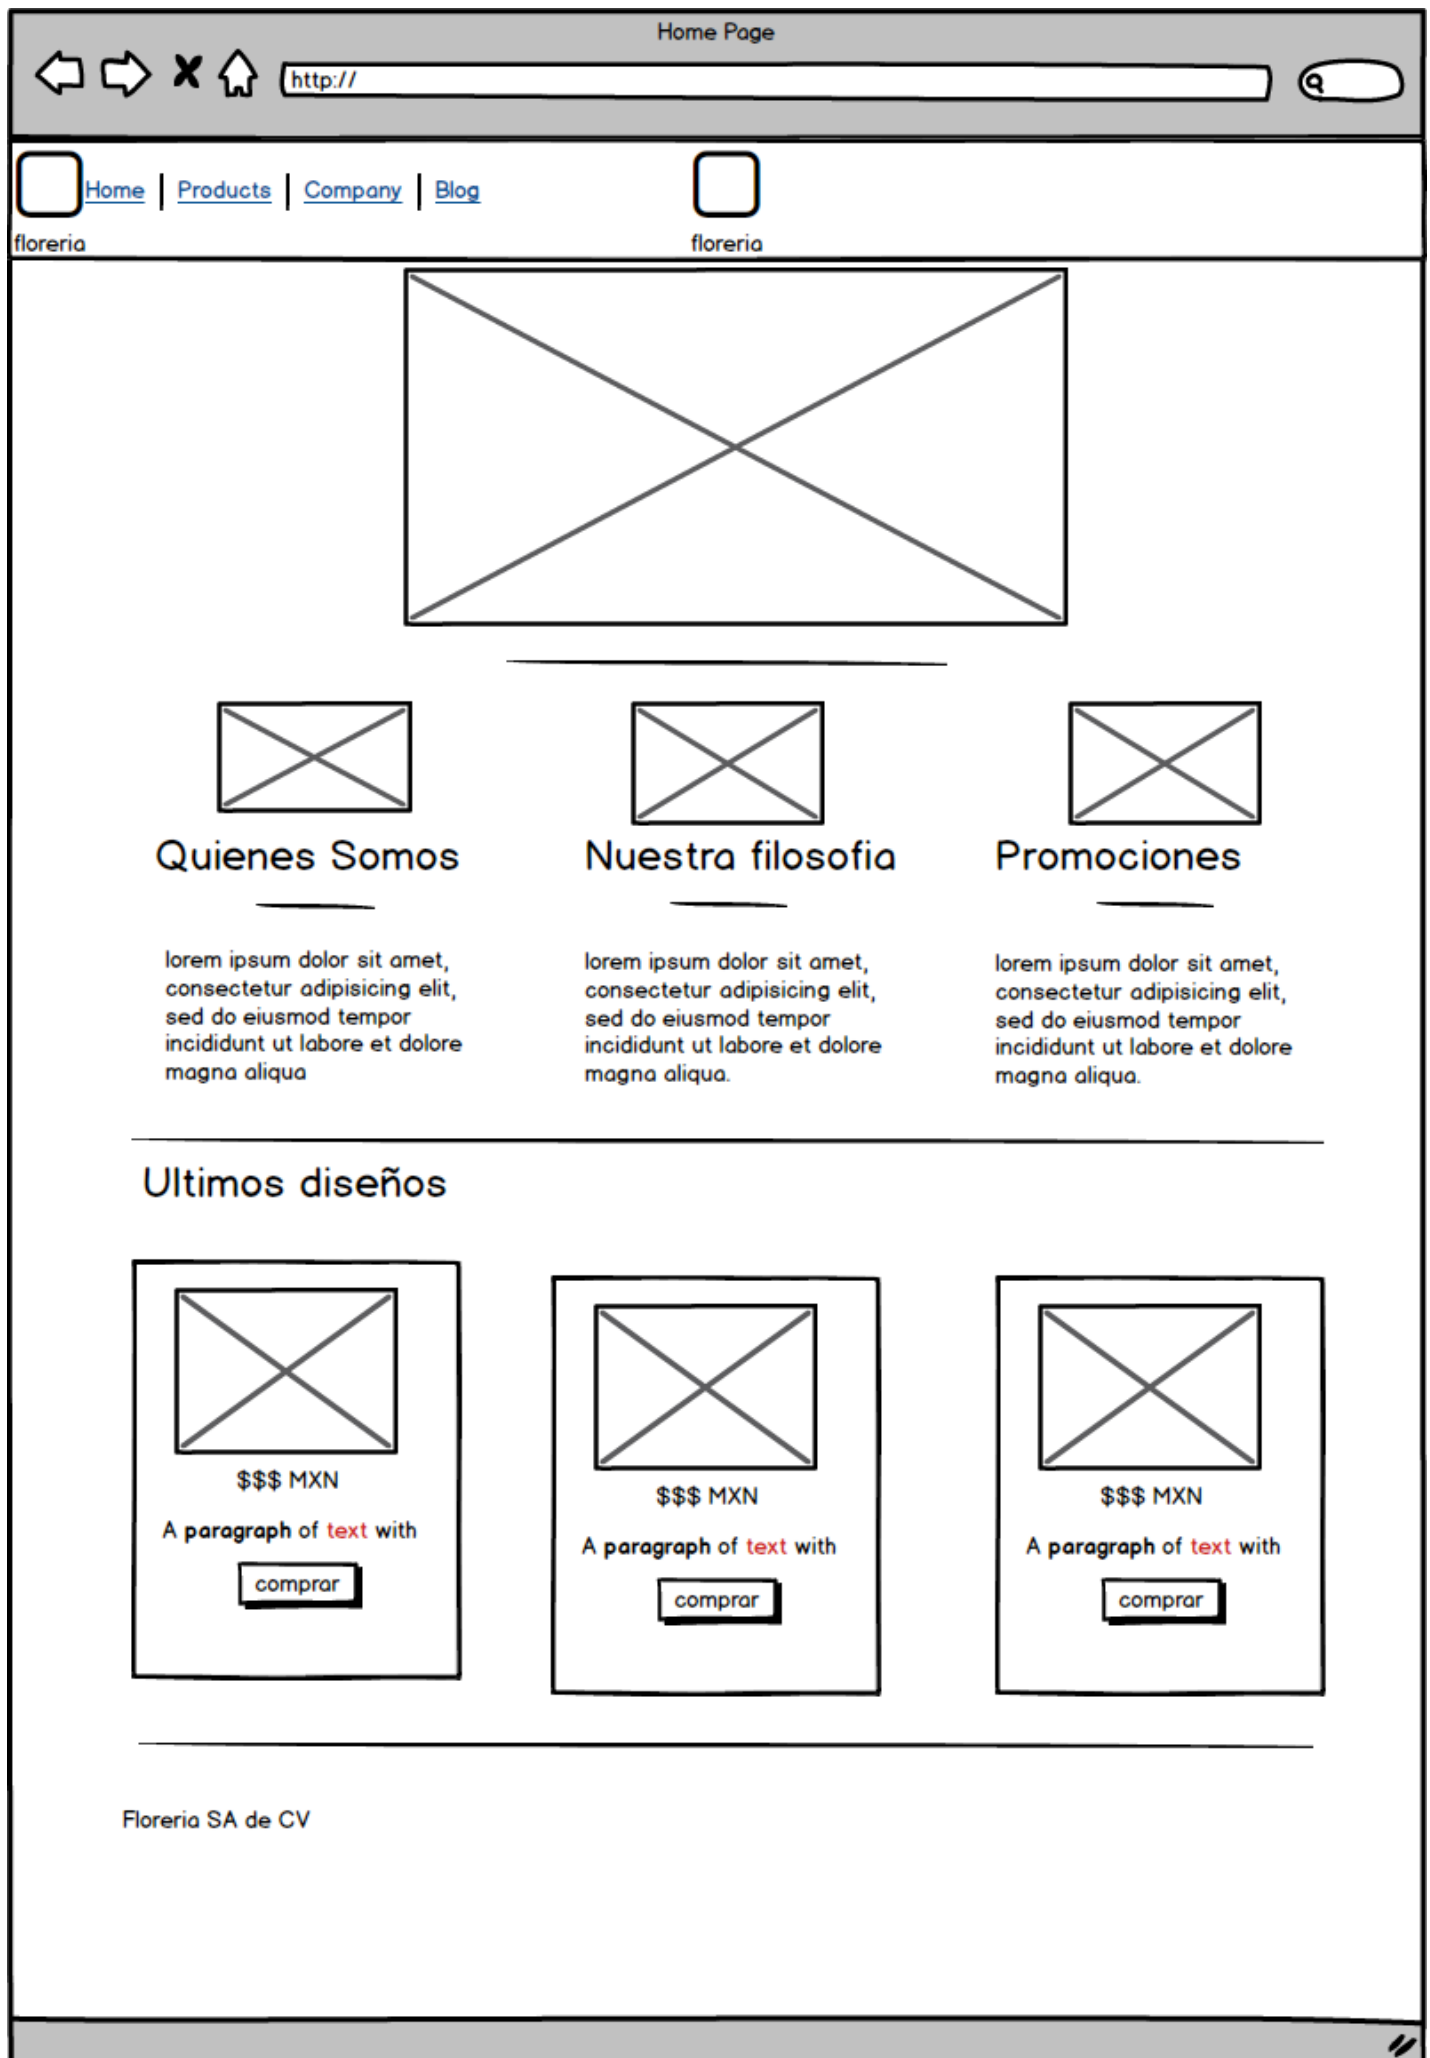 Home Page
http://
Home Products Company Blog
floreria floreria
Quienes Somos
lorem ipsum dolor sit amet,
consectetur adipisicing elit,
sed do eiusmod tempor
incididunt ut labore et dolore
magna aliqua
Nuestra filosofia
lorem ipsum dolor sit amet,
consectetur adipisicing elit,
sed do eiusmod tempor
incididunt ut labore et dolore
magna aliqua.
Promociones
lorem ipsum dolor sit amet,
consectetur adipisicing elit,
sed do eiusmod tempor
incididunt ut labore et dolore
magna aliqua.
Ultimos diseños
$$$ MXN
A paragraph of text with
comprar
$$$ MXN
A paragraph of text with
comprar
$$$ MXN
A paragraph of text with
comprar
Floreria SA de CV